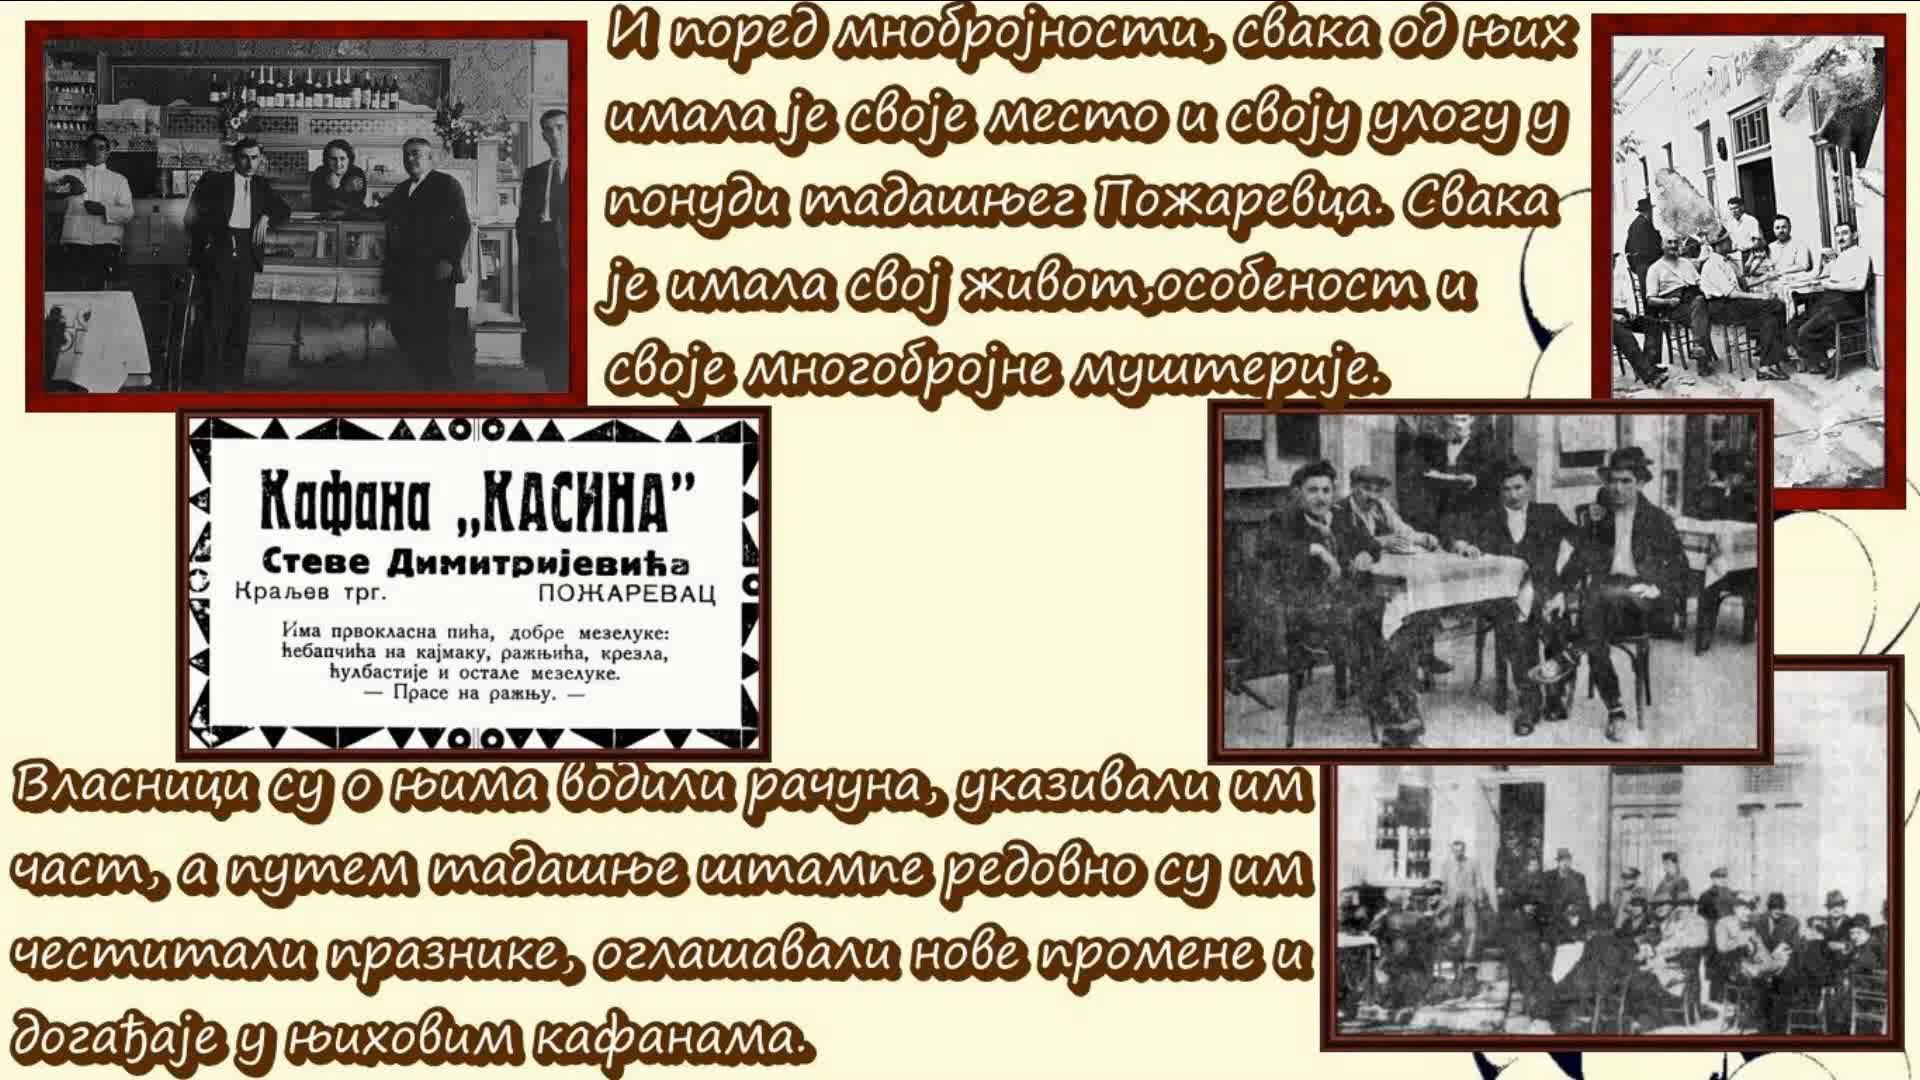 И поред мнобројности, свака од њих
имала је своје место и своју улогу у
понуди тадашњег Пожаревца. Свака
је имала свој живот,особеност и
своје многобројне муштерије.
Кафана „КАСИНА”
Стеве Димитријевића
Краљев трг. ПОЖАРЕВАЦ
Има првокласна пића, добре мезелуке:
ћебапчића на кајмаку, ражњића, крезла,
ћулбастије и остале мезелуке.
— Прасе на ражњу. —
Власници су о њима водили рачуна, указивали им
част, а путем тадашње штампе редовно су им
честитали празнике, оглашавали нове промене и
догађаје у њиховим кафанама.